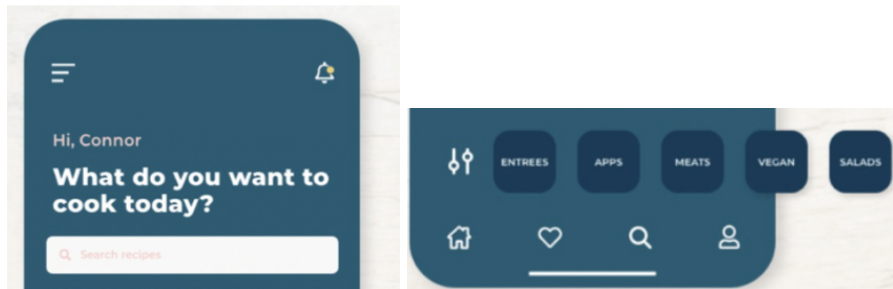 Hi, Connor
What do you want to
cook today?
Search recipes
ENTREES APPS MEATS VEGAN SALADS